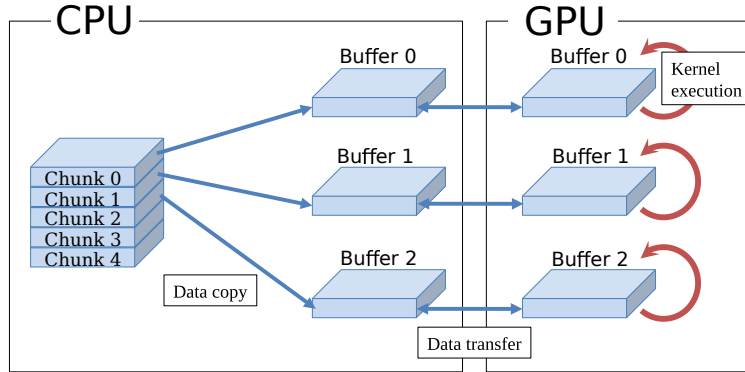 CPU
GPU
Buffer 0
Buffer 0
Kernel
execution
Buffer 1
Buffer 1
Chunk 0
Chunk 1
Chunk 2
Chunk 3
Chunk 4
Buffer 2
Buffer 2
Data copy
Data transfer